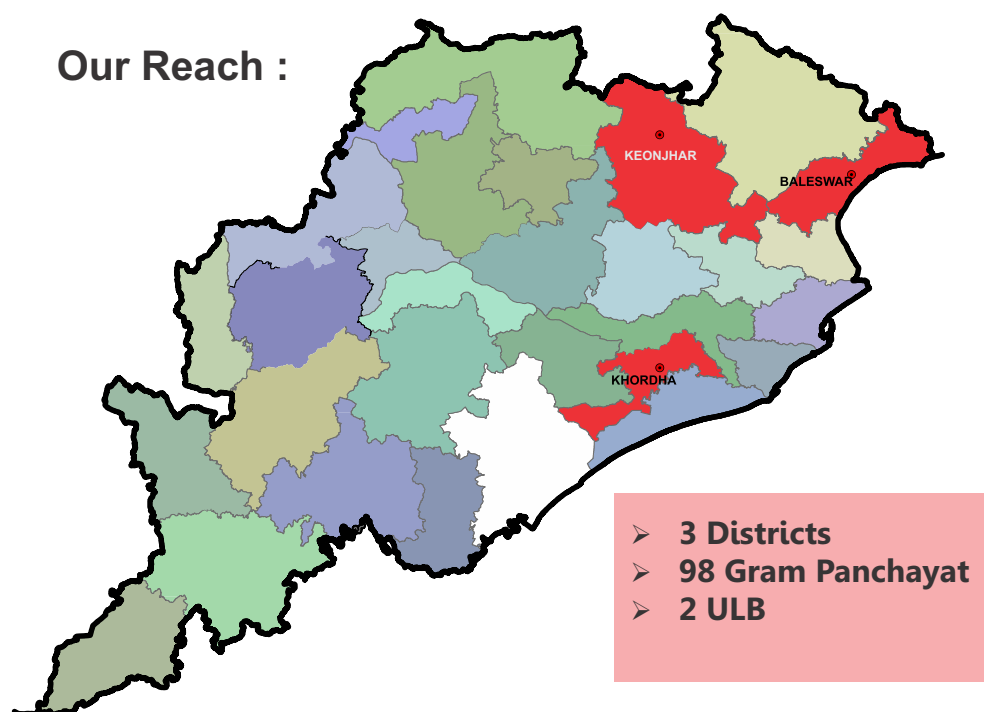 Our Reach :
KEONJHAR
BALESWAR
KHORDHA
➢ 3 Districts
➢ 98 Gram Panchayat
➢ 2 ULB